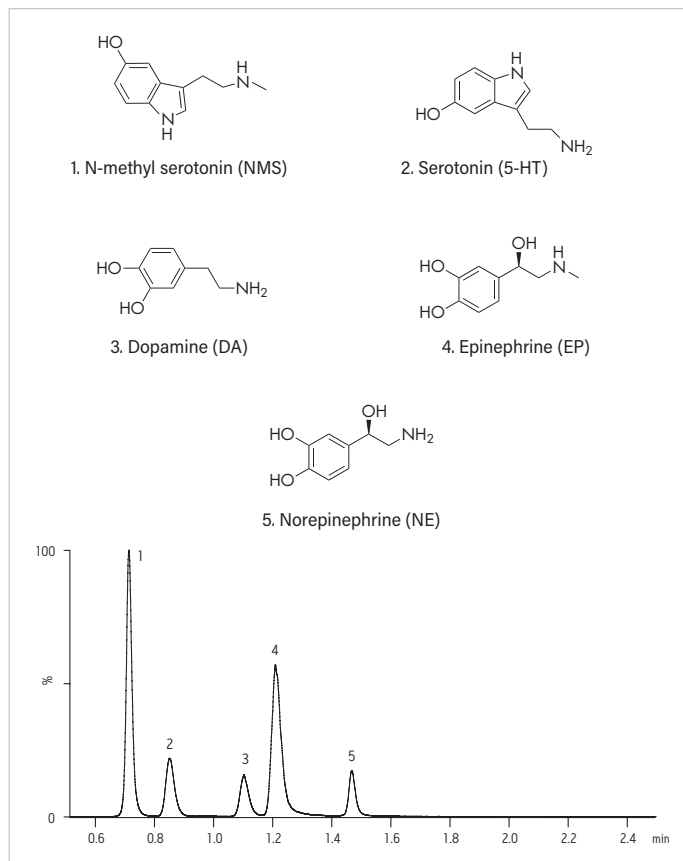 HO
H
N
N
H
1. N-methyl serotonin (NMS)
H
N
HO
NH2
2. Serotonin (5-HT)
HO
HO
NH2
3. Dopamine (DA)
OH
H
N
HO
HO
4. Epinephrine (EP)
OH
HO
NH2
HO
5. Norepinephrine (NE)
100
%
0
1
2
3
4
5
0.6 0.8 1.0 1.2 1.4 1.6 1.8 2.0 2.2 2.4 min